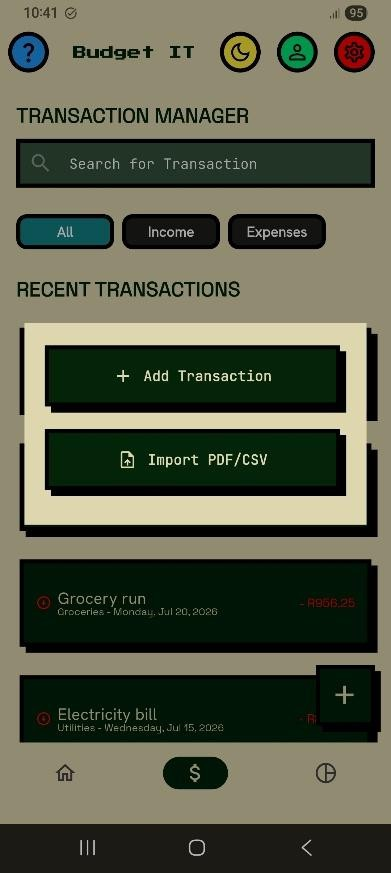 10:41
95
?
Budget IT
TRANSACTION MANAGER
Search for Transaction
All
Income
Expenses
RECENT TRANSACTIONS
+ Add Transaction
Import PDF/CSV
Grocery run
Groceries - Monday, Jul 20, 2026
- R956.25
Electricity bill
Utilities - Wednesday, Jul 15, 2026
- R
+
$